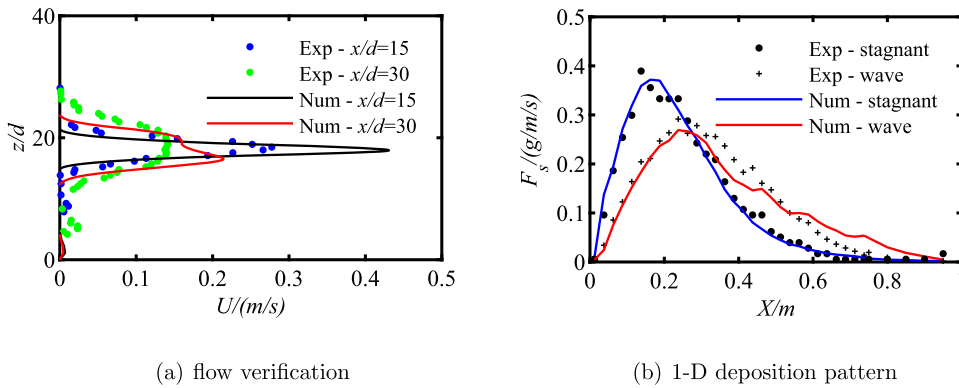 40
20
0
z/d
0
0.1
0.2
0.3
0.4
0.5
U/(m/s)
Exp - x/d=15
Exp - x/d=30
Num - x/d=15
Num - x/d=30
(a) flow verification
0.5
0.4
0.3
0.2
0.1
0
F_s/(g/m/s)
0
0.2
0.4
0.6
0.8
1
X/m
Exp - stagnant
Exp - wave
Num - stagnant
Num - wave
(b) 1-D deposition pattern